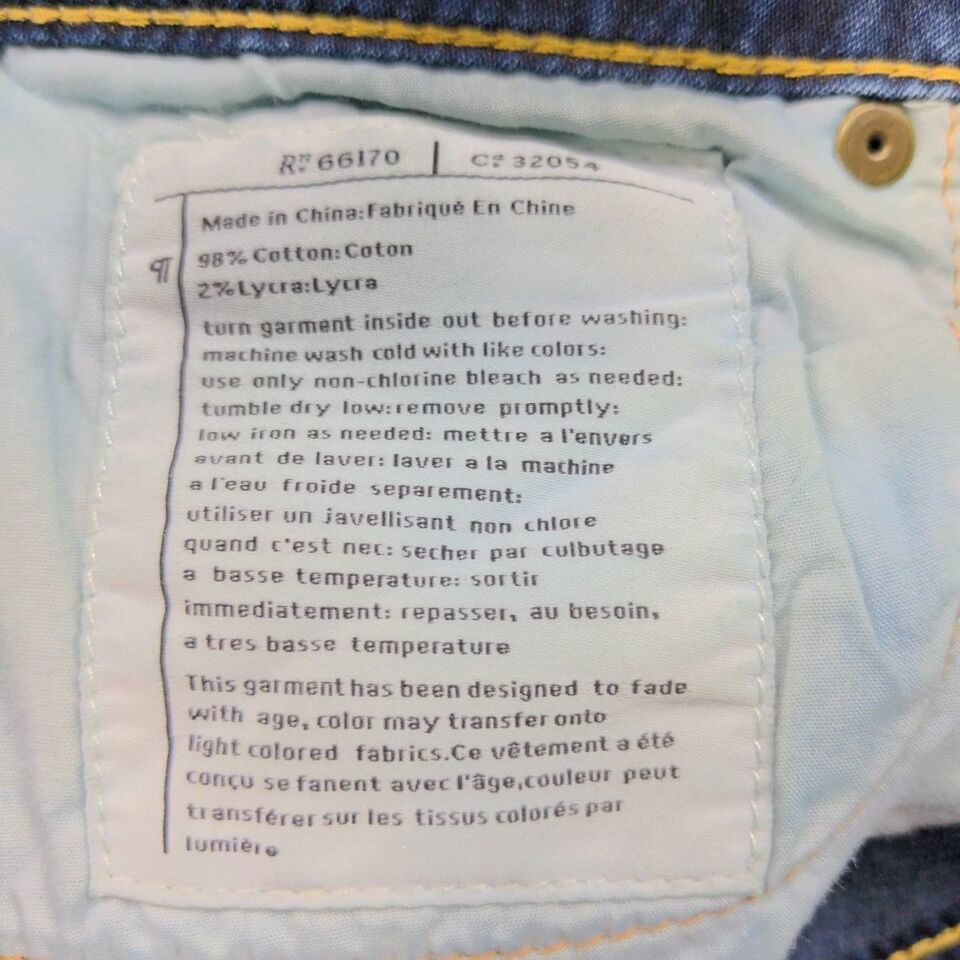 Rn. 66170 | Ca. 32054
Made in China:Fabriqué En Chine
¶
98% Cotton:Coton
2%Lycra:Lycra
turn garment inside out before washing:
machine wash cold with like colors:
use only non-chlorine bleach as needed:
tumble dry low:remove promptly:
low iron as needed: mettre a l'envers
avant de laver: laver a la machine
a l'eau froide separement:
utiliser un javellisant non chlore
quand c'est nec: secher par culbutage
a basse temperature: sortir
immediatement: repasser, au besoin,
a tres basse temperature
This garment has been designed to fade
with age, color may transfer onto
light colored fabrics.Ce vêtement a été
conçu se fanent avec l'âge,couleur peut
transférer sur les tissus colorés par
lumière